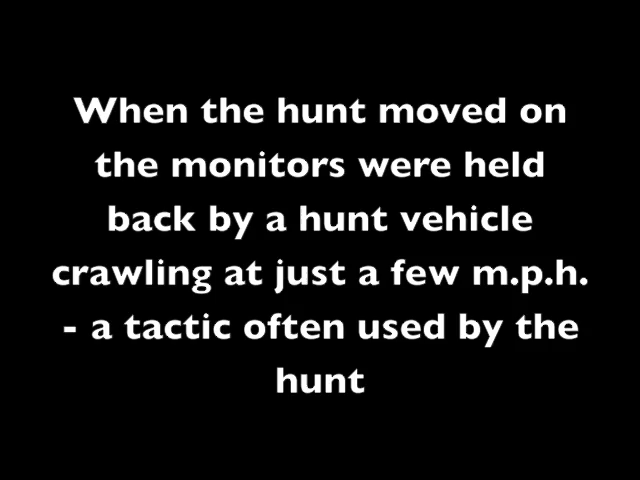 When the hunt moved on
the monitors were held
back by a hunt vehicle
crawling at just a few m.p.h.
- a tactic often used by the
hunt